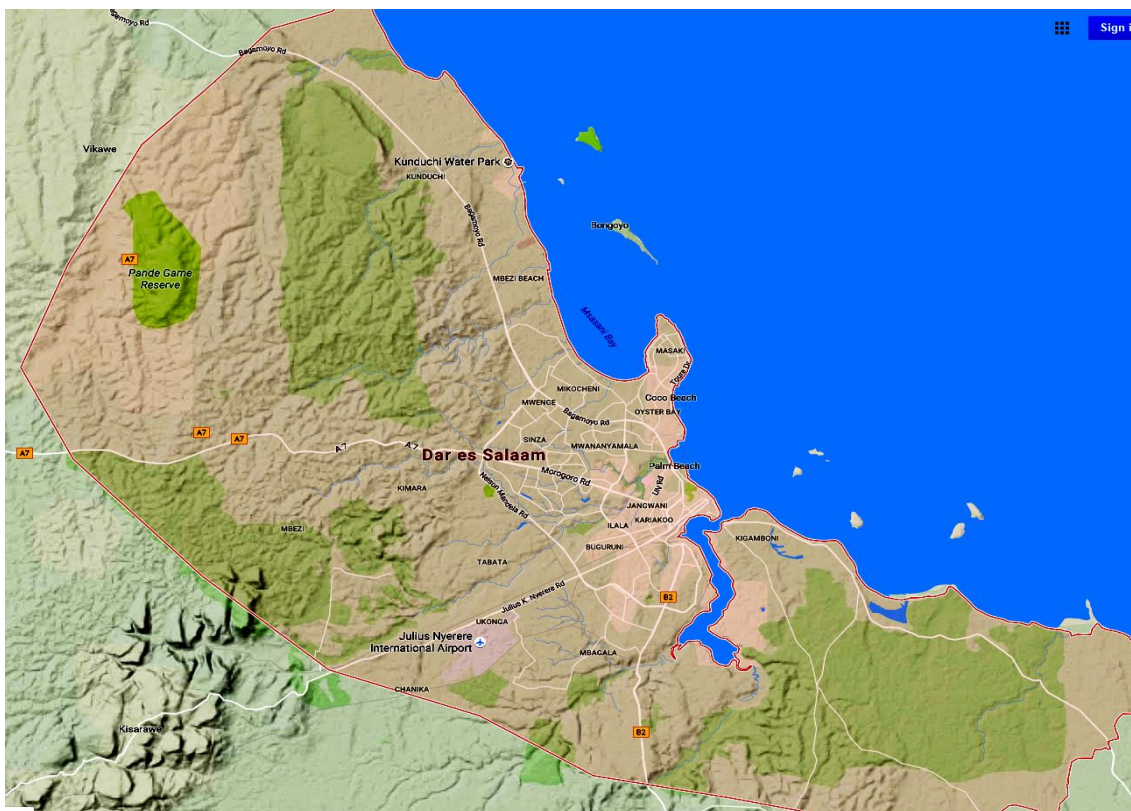 Bagamoyo Rd
Bagamoyo Rd
Sign i
Vikawe
Kunduchi Water Park
KUNDUCHI
Bagamoyo Rd
Bongoyo
A7
Pande Game
Reserve
MBEZI BEACH
Msasani Bay
MASAKI
Toure Dr
MIKOCHENI
MWENGE
Coco Beach
OYSTER BAY
Bagamoyo Rd
A7
A7
A7
A7
A7
SINZA
MWANANYAMALA
Dar es Salaam
Morogoro Rd
Palm Beach
KIMARA
Nelson Mandela Rd
JANGWANI
KARIAKOO
ILALA
MBEZI
KIGAMBONI
BUGURUNI
TABATA
Julius K. Nyerere Rd
B2
UKONGA
Julius Nyerere
International Airport
MBAGALA
CHANIKA
Kisarawe
B2